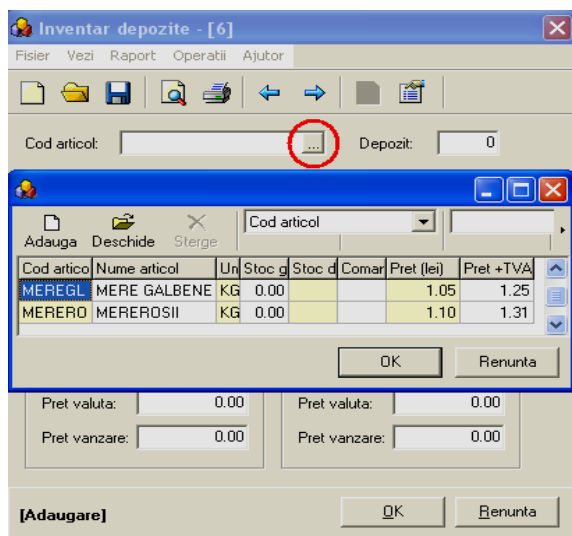 Inventar depozite - [6]
Fisier Vezi Raport Operatii Ajutor
Cod articol: ... Depozit: 0
Adauga Deschide Sterge Cod articol
Cod artico Nume articol Un Stoc g Stoc d Comar Pret (lei) Pret +TVA
MEREGL MERE GALBENE KG 0.00 1.05 1.25
MERERO MEREROSII KG 0.00 1.10 1.31
OK Renunta
Pret valuta: 0.00 Pret valuta: 0.00
Pret vanzare: 0.00 Pret vanzare: 0.00
[Adaugare] OK Renunta